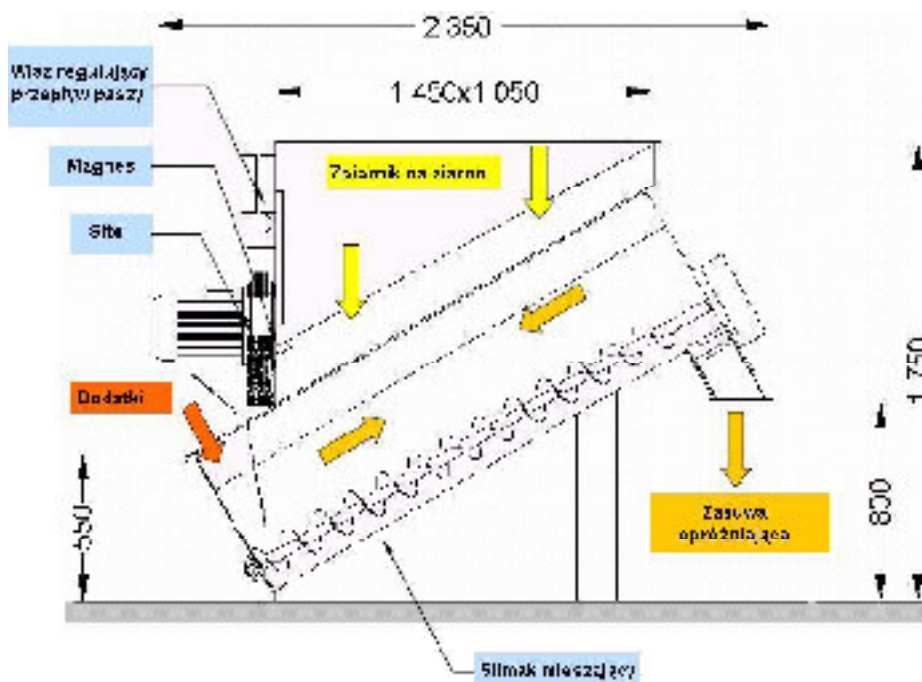 2 350
Właz regulujący
przepływ paszy
1 450x1 050
Magnes
Zbiornik na ziarno
Sito
1 750
Dodatki
550
800
Zasuwa
opróżniająca
Ślimak mieszający